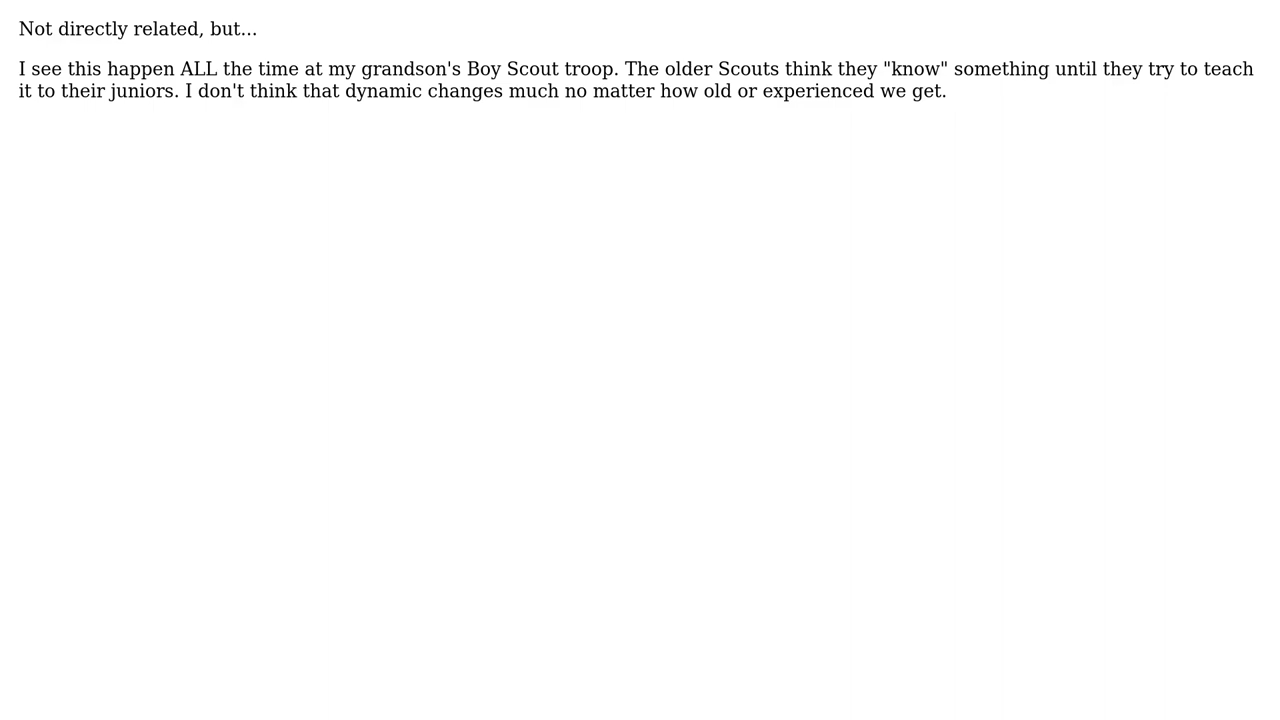 Not directly related, but...
I see this happen ALL the time at my grandson's Boy Scout troop. The older Scouts think they "know" something until they try to teach
it to their juniors. I don't think that dynamic changes much no matter how old or experienced we get.